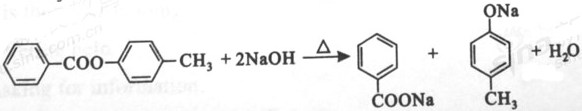 ONa
COO CH₃ + 2NaOH △ + + H₂O
COONa CH₃